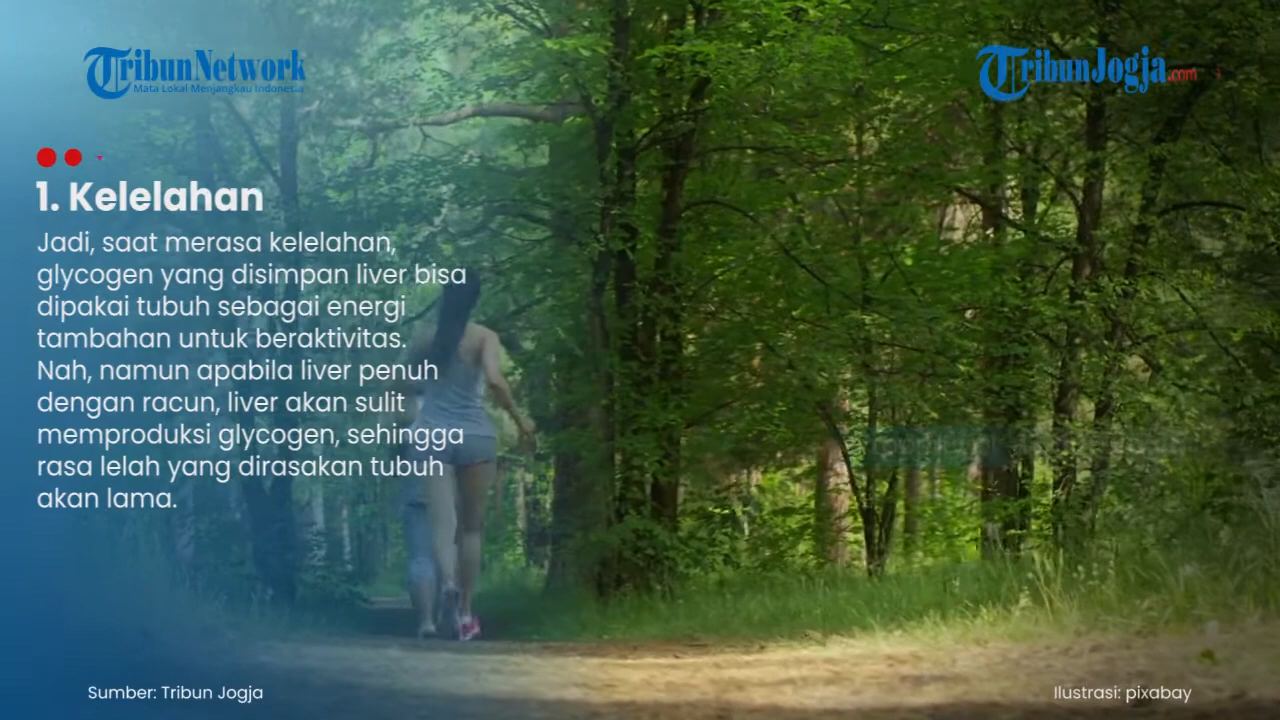 TribunNetwork
Mata Lokal Menjangkau Indonesia
TribunJogja.com
1. Kelelahan
Jadi, saat merasa kelelahan,
glycogen yang disimpan liver bisa
dipakai tubuh sebagai energi
tambahan untuk beraktivitas.
Nah, namun apabila liver penuh
dengan racun, liver akan sulit
memproduksi glycogen, sehingga
rasa lelah yang dirasakan tubuh
akan lama.
Sumber: Tribun Jogja
Ilustrasi: pixabay